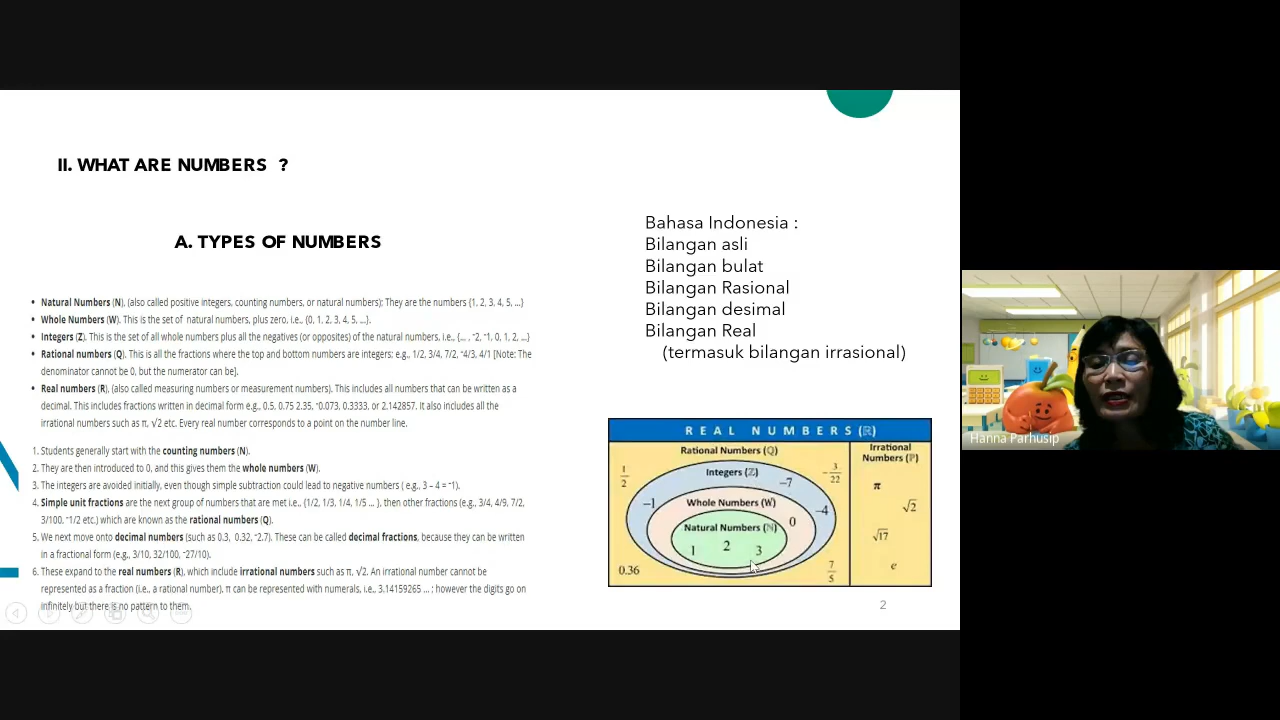 II. WHAT ARE NUMBERS ?
A. TYPES OF NUMBERS
• Natural Numbers (N), (also called positive integers, counting numbers, or natural numbers); They are the numbers {1, 2, 3, 4, 5, ...}
• Whole Numbers (W). This is the set of natural numbers, plus zero, i.e., {0, 1, 2, 3, 4, 5, ...}.
• Integers (Z). This is the set of all whole numbers plus all the negatives (or opposites) of the natural numbers, i.e., {... , ⁻2, ⁻1, 0, 1, 2, ...}
• Rational numbers (Q). This is all the fractions where the top and bottom numbers are integers; e.g., 1/2, 3/4, 7/2, ⁻4/3, 4/1 [Note: The
denominator cannot be 0, but the numerator can be].
• Real numbers (R), (also called measuring numbers or measurement numbers). This includes all numbers that can be written as a
decimal. This includes fractions written in decimal form e.g., 0.5, 0.75 2.35, ⁻0.073, 0.3333, or 2.142857. It also includes all the
irrational numbers such as π, √2 etc. Every real number corresponds to a point on the number line.
1. Students generally start with the counting numbers (N).
2. They are then introduced to 0, and this gives them the whole numbers (W).
3. The integers are avoided initially, even though simple subtraction could lead to negative numbers ( e.g., 3 – 4 = ⁻1).
4. Simple unit fractions are the next group of numbers that are met i.e., {1/2, 1/3, 1/4, 1/5 ... }, then other fractions (e.g., 3/4, 4/9, 7/2,
3/100, ⁻1/2 etc.) which are known as the rational numbers (Q).
5. We next move onto decimal numbers (such as 0.3, 0.32, ⁻2.7). These can be called decimal fractions, because they can be written
in a fractional form (e.g., 3/10, 32/100, ⁻27/10).
6. These expand to the real numbers (R), which include irrational numbers such as π, √2. An irrational number cannot be
represented as a fraction (i.e., a rational number). π can be represented with numerals, i.e., 3.14159265 ... ; however the digits go on
infinitely but there is no pattern to them.
Bahasa Indonesia :
Bilangan asli
Bilangan bulat
Bilangan Rasional
Bilangan desimal
Bilangan Real
(termasuk bilangan irrasional)
REAL NUMBERS (ℝ)
Rational Numbers (ℚ)
Irrational
Numbers (ℙ)
Integers (ℤ)
1/2
-3/22
-7
π
-1
Whole Numbers (W)
-4
√2
0
Natural Numbers (ℕ)
1 2 3
√17
0.36
7/5
e
2
Hanna Parhusip